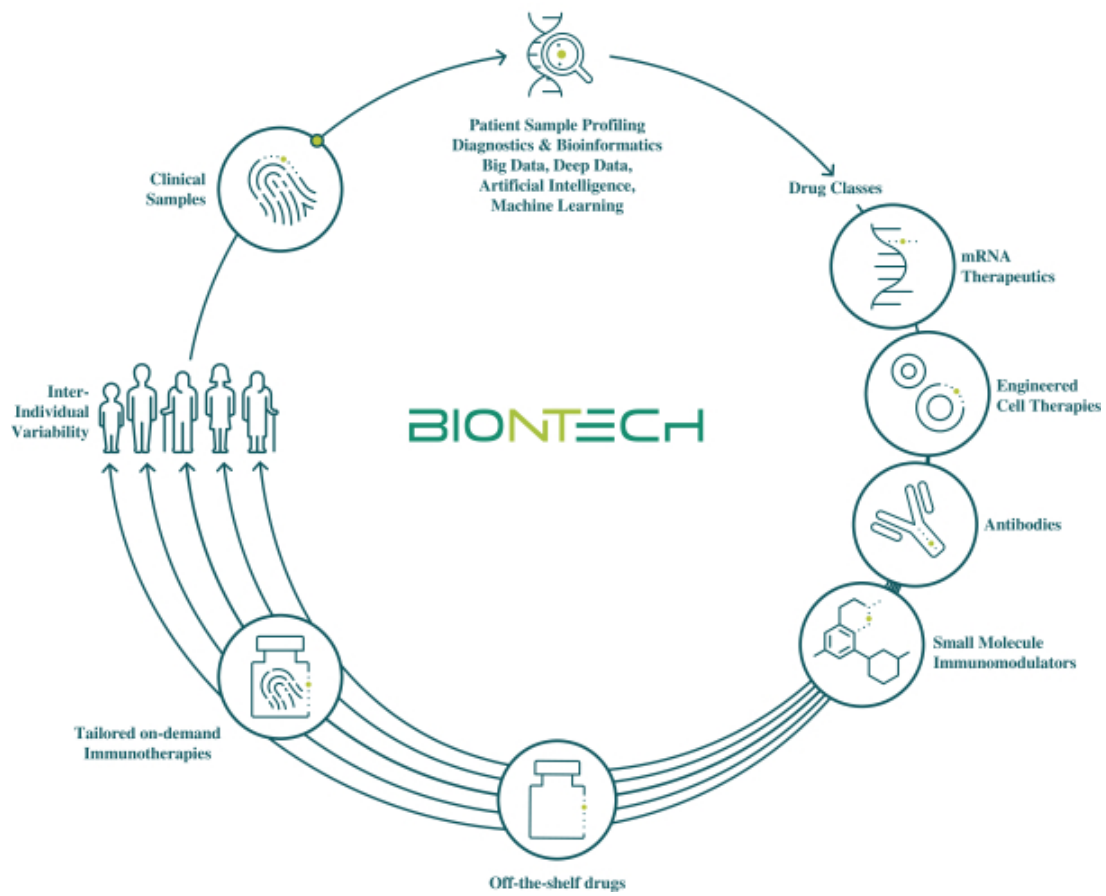 Patient Sample Profiling
Diagnostics & Bioinformatics
Big Data, Deep Data,
Artificial Intelligence,
Machine Learning
Clinical
Samples
Drug Classes
mRNA
Therapeutics
Inter-
Individual
Variability
BIONTECH
Engineered
Cell Therapies
Antibodies
Small Molecule
Immunomodulators
Tailored on-demand
Immunotherapies
Off-the-shelf drugs